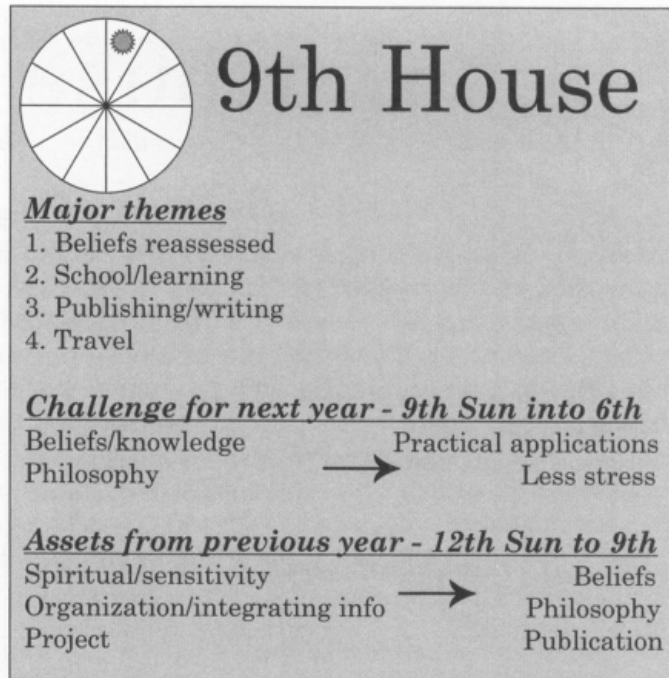 9th House
Major themes
1. Beliefs reassessed
2. School/learning
3. Publishing/writing
4. Travel
Challenge for next year - 9th Sun into 6th
Beliefs/knowledge Practical applications
Philosophy Less stress
Assets from previous year - 12th Sun to 9th
Spiritual/sensitivity Beliefs
Organization/integrating info Philosophy
Project Publication